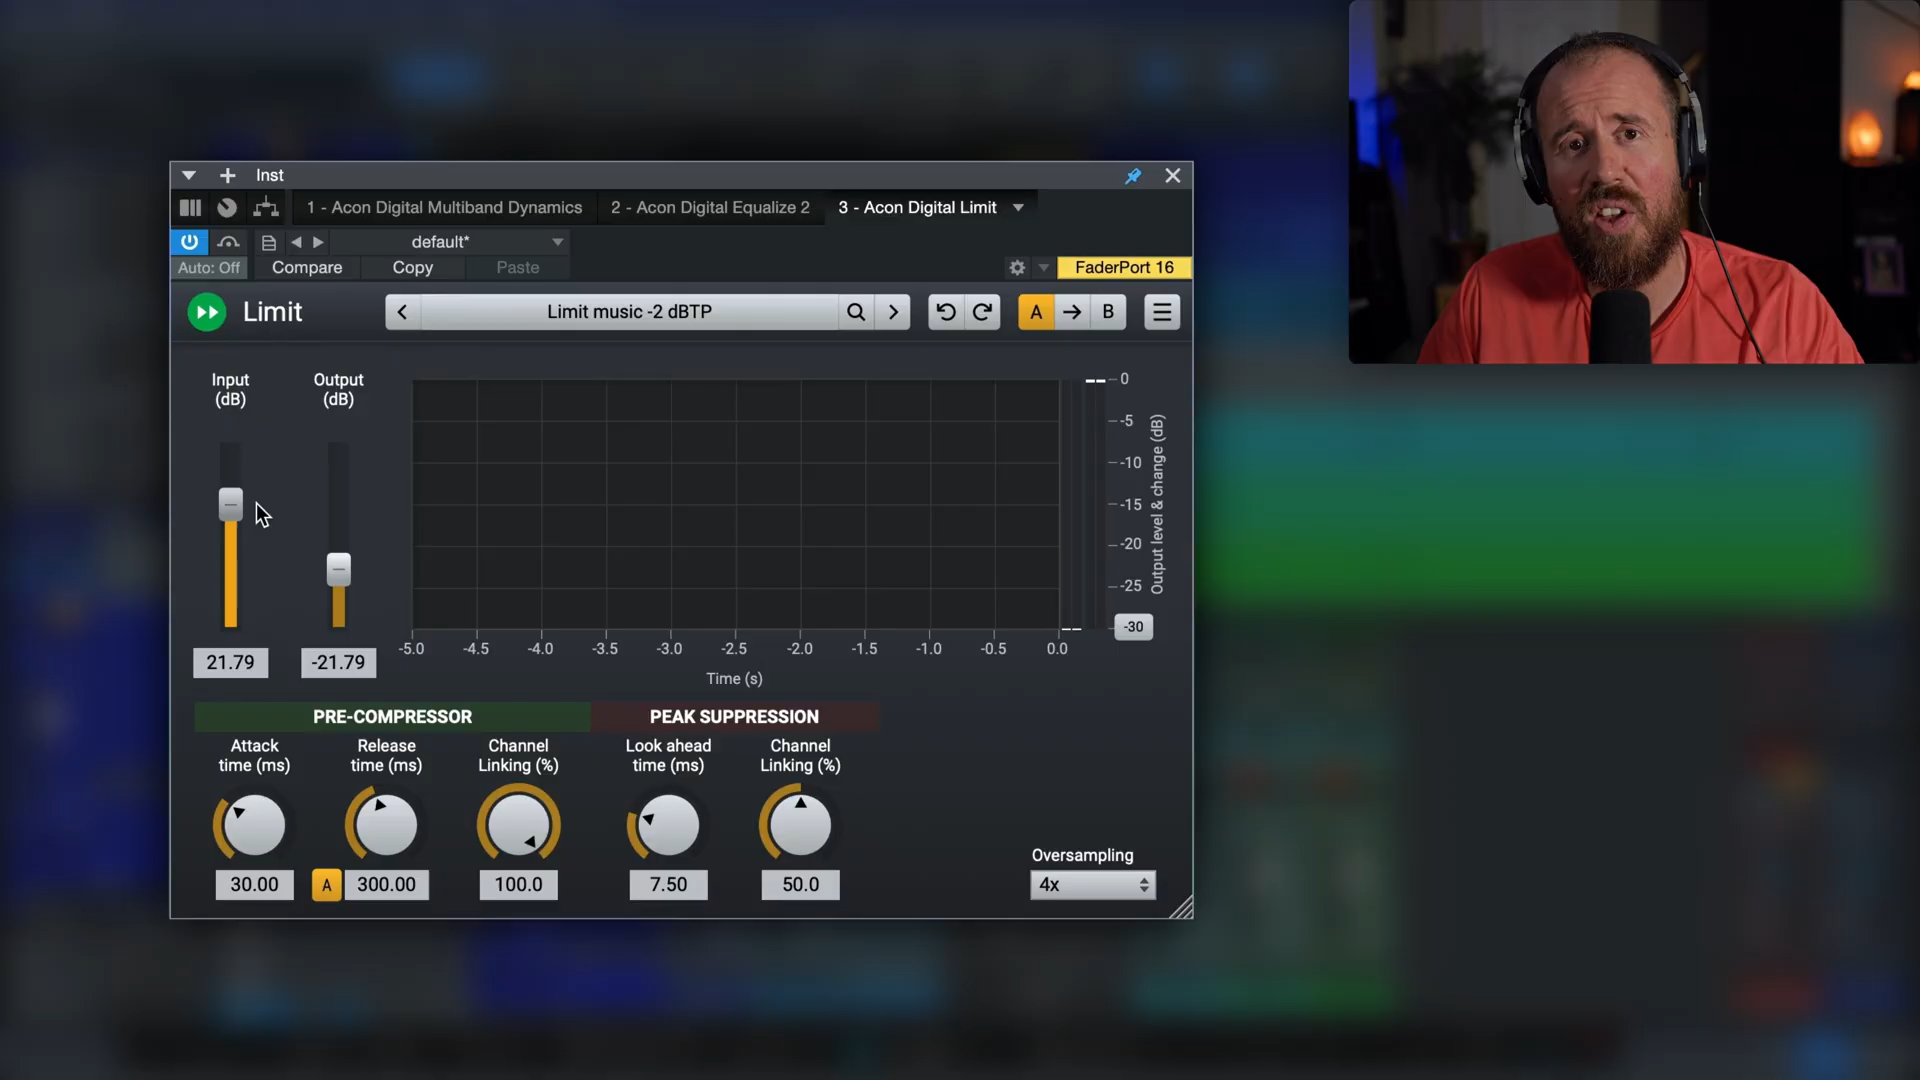 Inst
1 - Acon Digital Multiband Dynamics
2 - Acon Digital Equalize 2
3 - Acon Digital Limit
default*
Auto: Off
Compare
Copy
Paste
FaderPort 16
Limit
Limit music -2 dBTP
A
B
Input
(dB)
Output
(dB)
21.79
-21.79
0
-5
-10
-15
-20
-25
-30
Output level & change (dB)
-5.0
-4.5
-4.0
-3.5
-3.0
-2.5
-2.0
-1.5
-1.0
-0.5
0.0
Time (s)
PRE-COMPRESSOR
PEAK SUPPRESSION
Attack
time (ms)
Release
time (ms)
Channel
Linking (%)
Look ahead
time (ms)
Channel
Linking (%)
30.00
A
300.00
100.0
7.50
50.0
Oversampling
4x